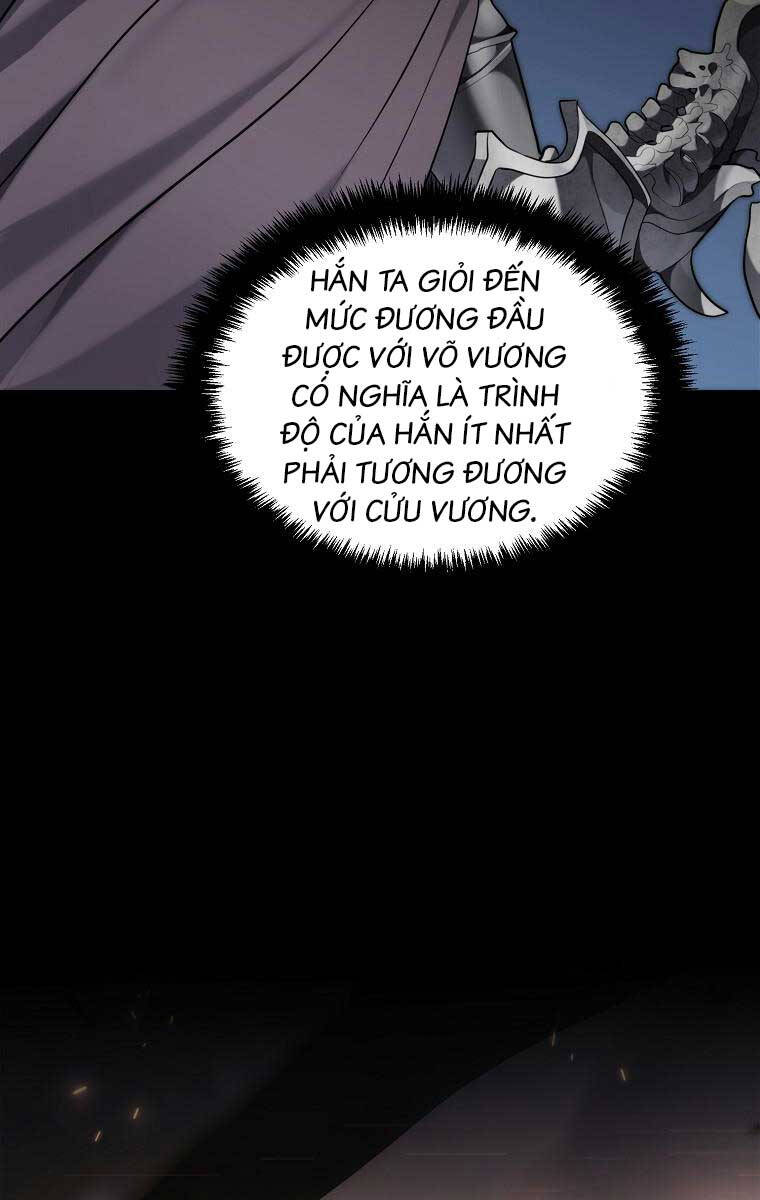 HẮN TA GIỎI ĐẾN
MỨC ĐƯƠNG ĐẦU
ĐƯỢC VỚI VÕ VƯƠNG
CÓ NGHĨA LÀ TRÌNH
ĐỘ CỦA HẮN ÍT NHẤT
PHẢI TƯƠNG ĐƯƠNG
VỚI CỬU VƯƠNG.